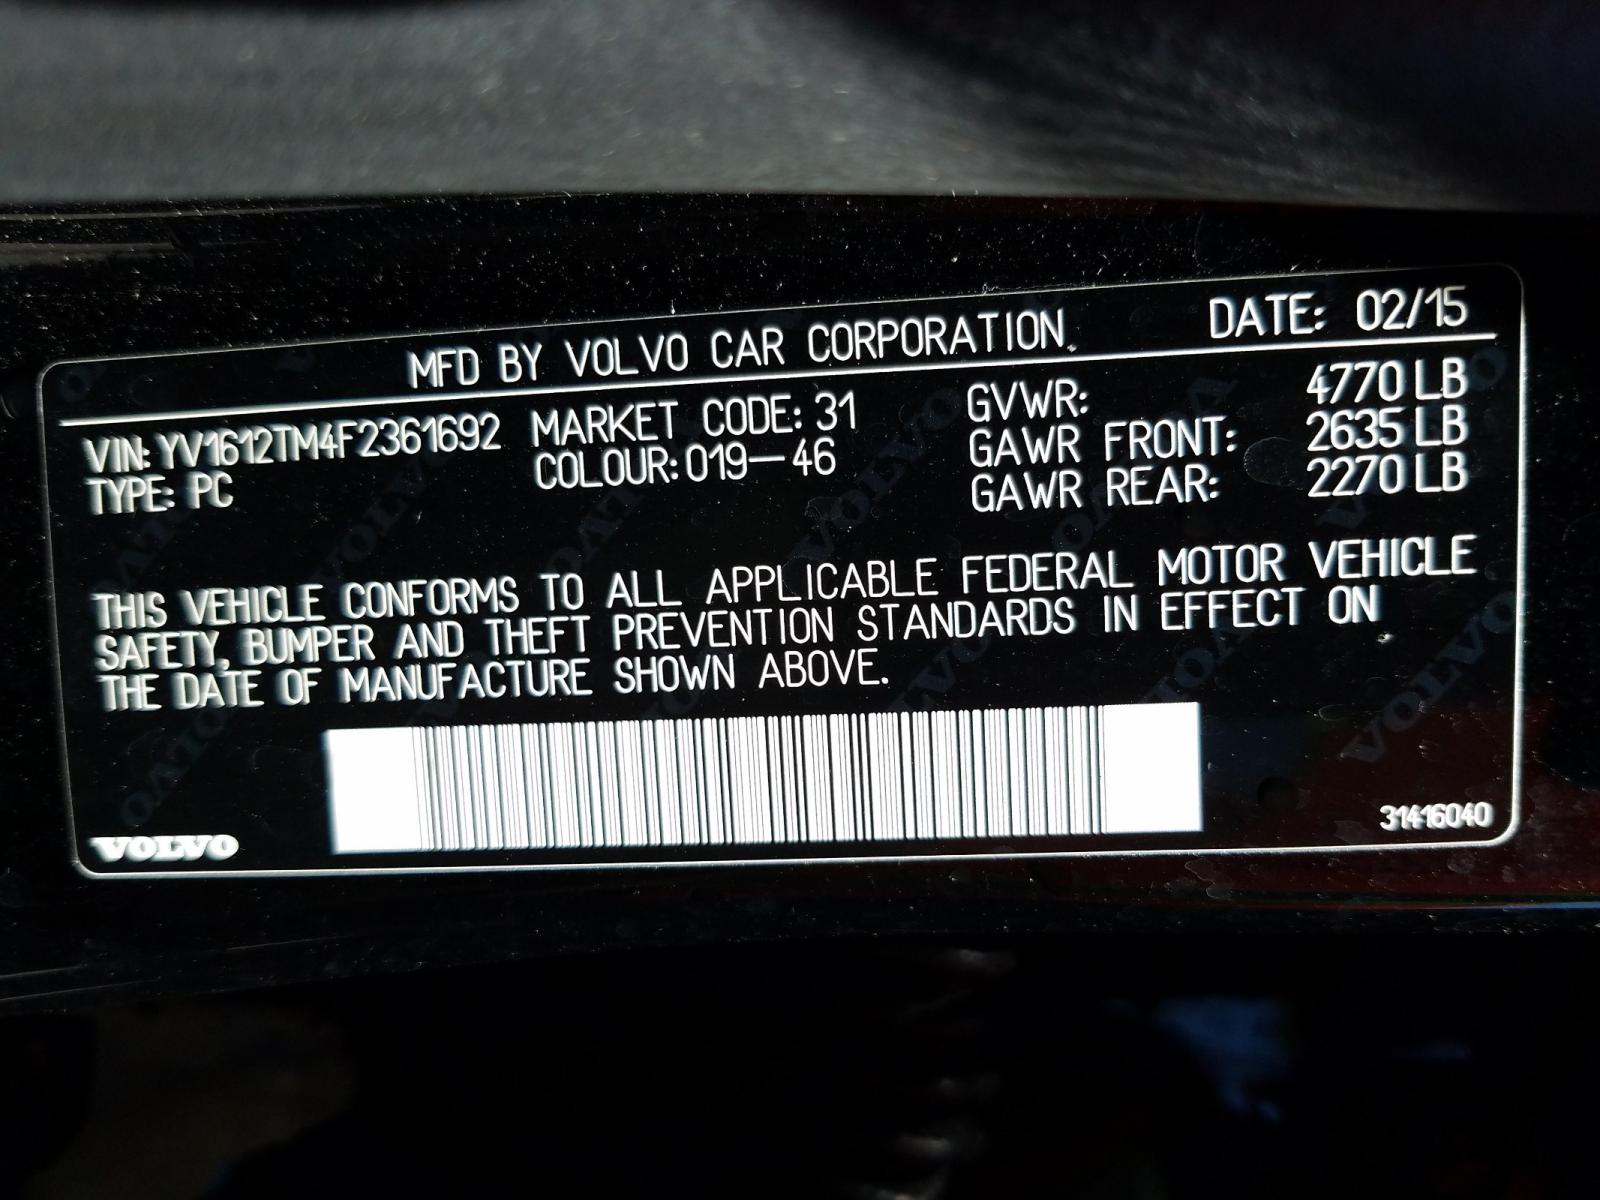 MFD BY VOLVO CAR CORPORATION. DATE: 02/15
VIN: YV1612TM4F2361692 MARKET CODE: 31 GVWR: 4770 LB
TYPE: PC COLOUR: 019-46 GAWR FRONT: 2635 LB
GAWR REAR: 2270 LB
THIS VEHICLE CONFORMS TO ALL APPLICABLE FEDERAL MOTOR VEHICLE
SAFETY, BUMPER AND THEFT PREVENTION STANDARDS IN EFFECT ON
THE DATE OF MANUFACTURE SHOWN ABOVE.
VOLVO 31416040